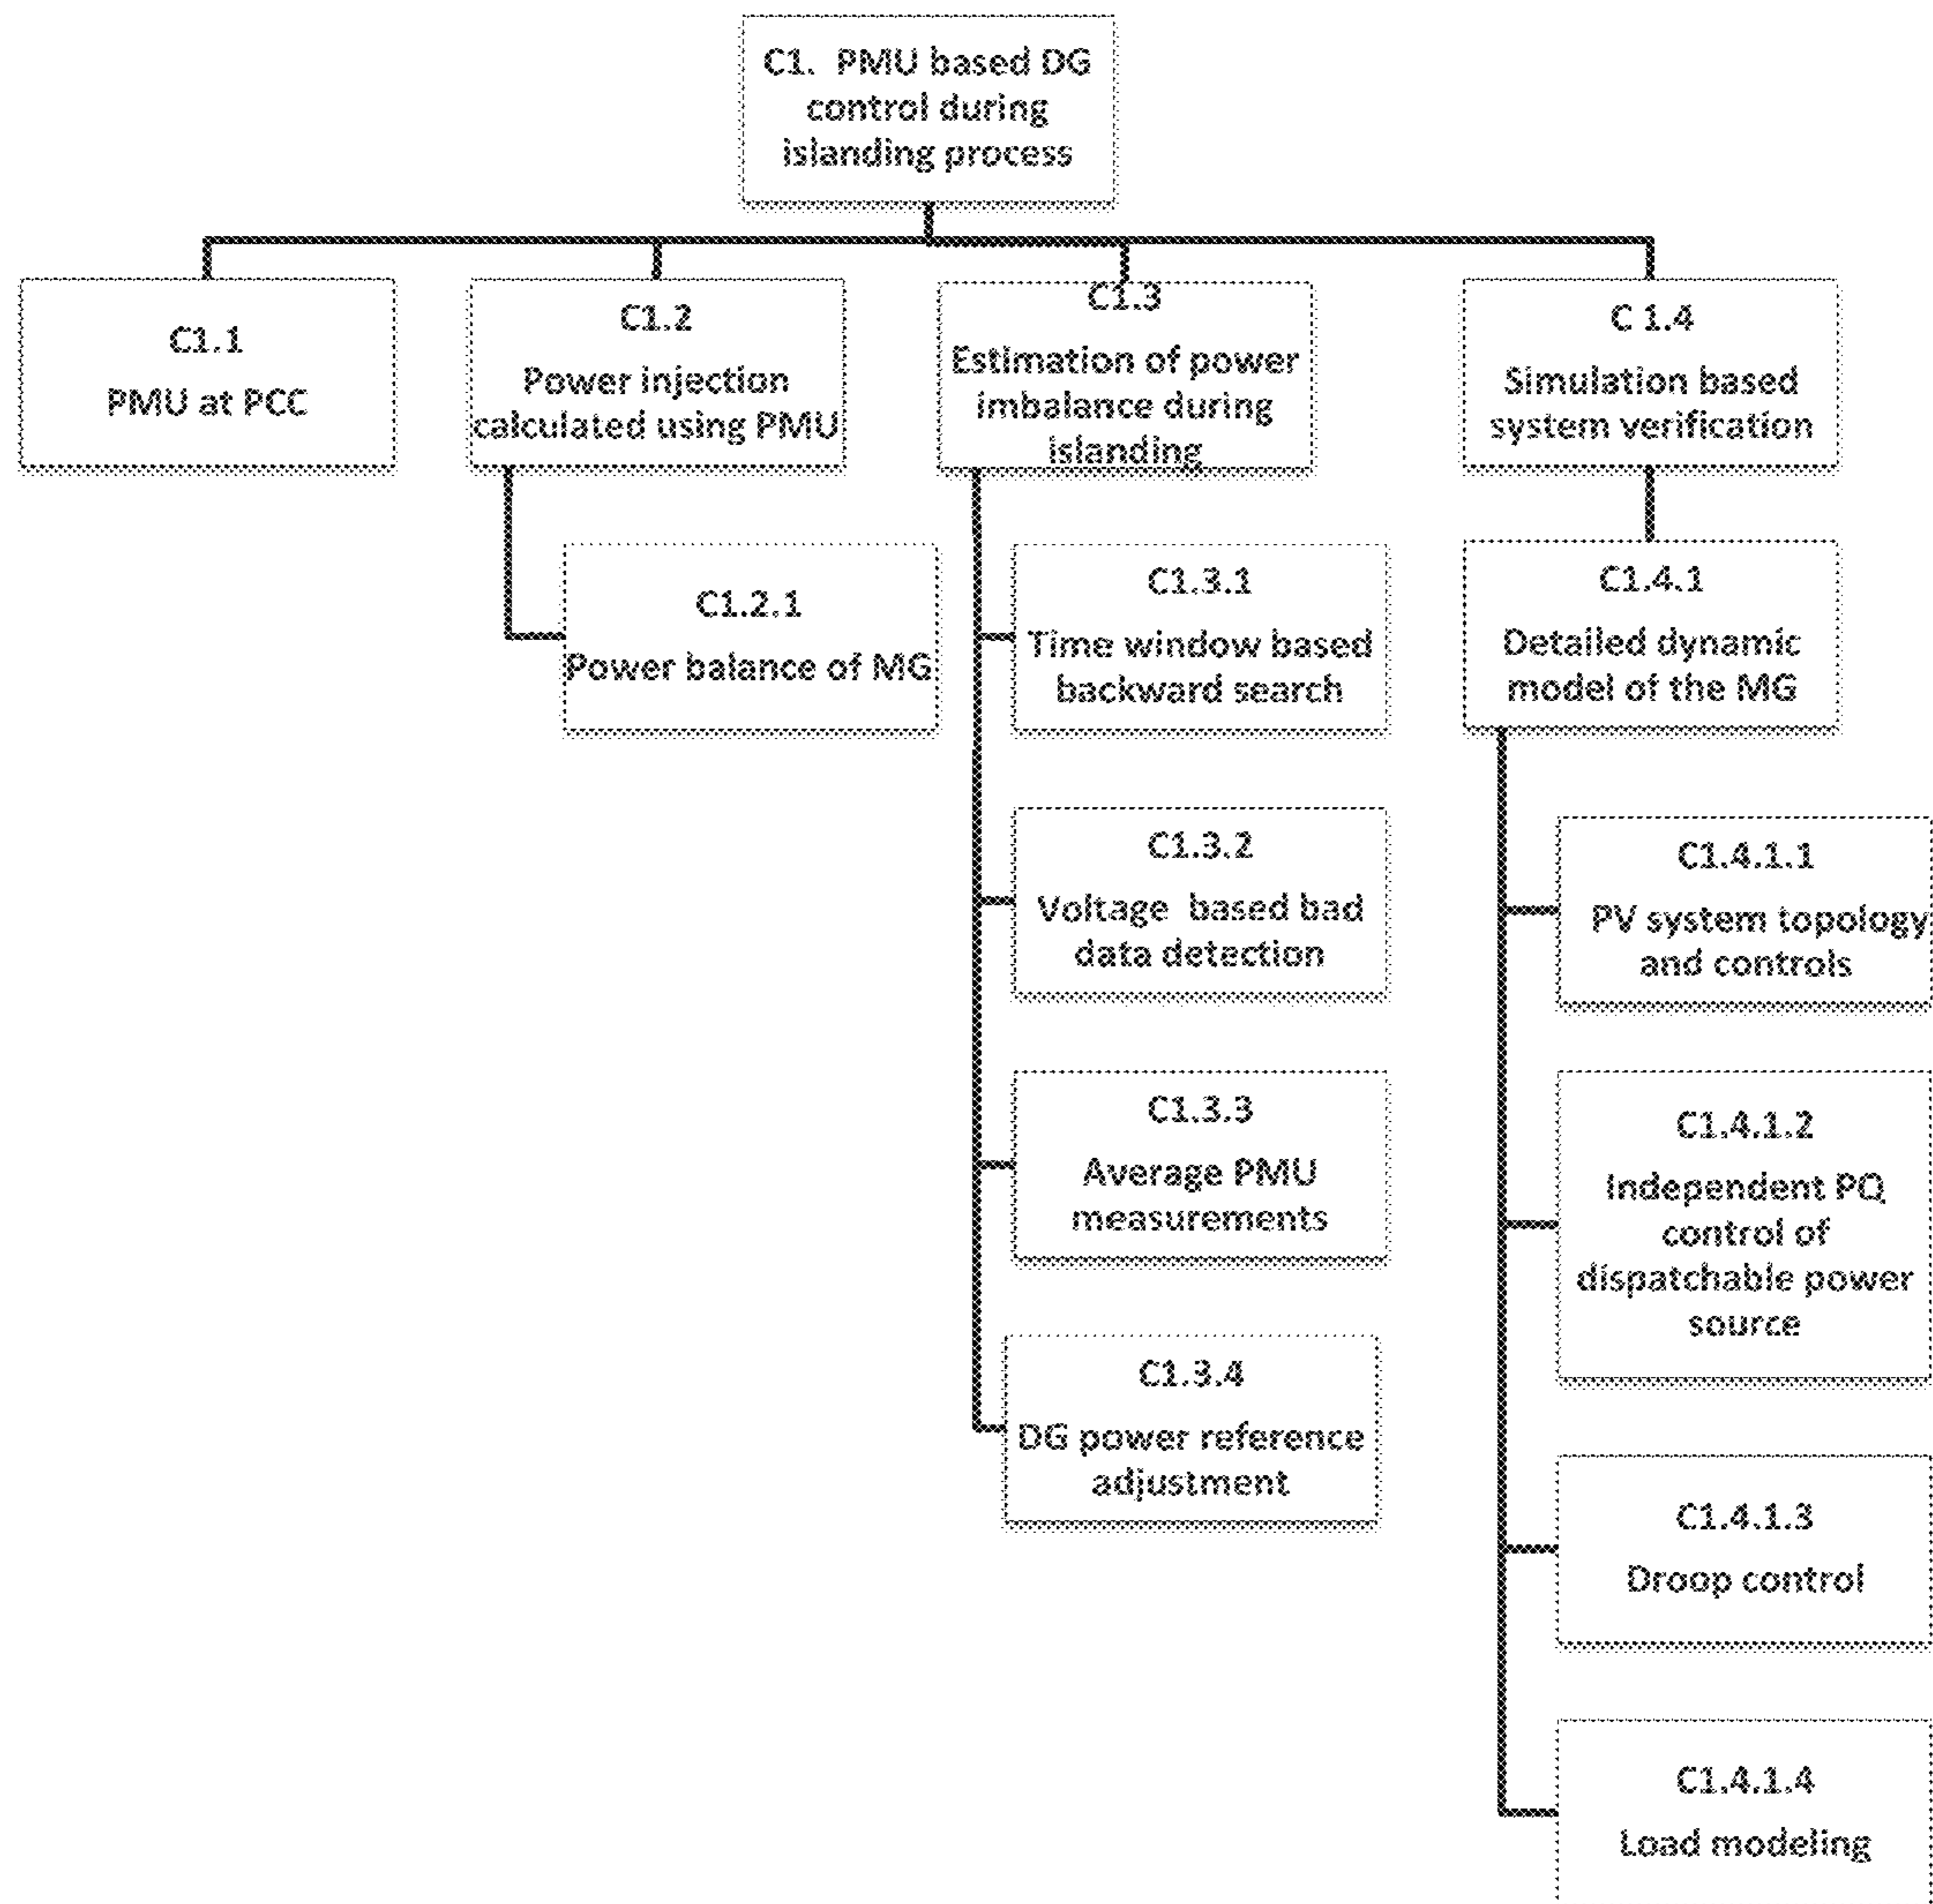 C1. PMU based DG
control during
islanding process
C1.1
PMU at PCC
C1.2
Power injection
calculated using PMU
C1.3
Estimation of power
imbalance during
islanding
C 1.4
Simulation based
system verification
C1.2.1
Power balance of MG
C1.3.1
Time window based
backward search
C1.3.2
Voltage based bad
data detection
C1.3.3
Average PMU
measurements
C1.3.4
DG power reference
adjustment
C1.4.1
Detailed dynamic
model of the MG
C1.4.1.1
PV system topology
and controls
C1.4.1.2
Independent PQ
control of
dispatchable power
source
C1.4.1.3
Droop control
C1.4.1.4
Load modeling